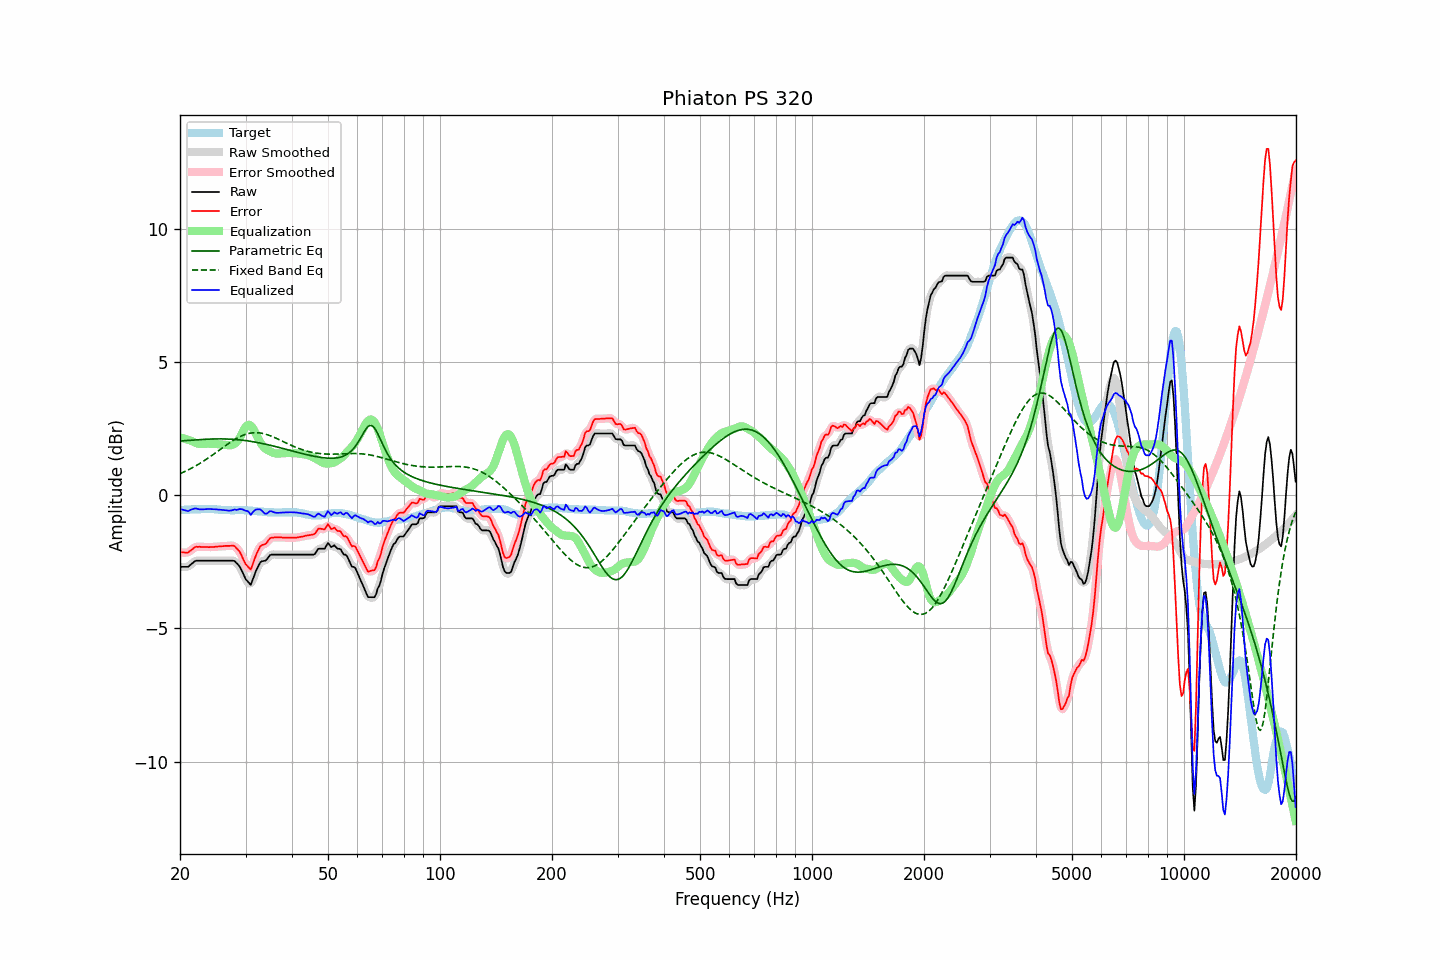 Phiaton PS 320
Target
Raw Smoothed
Error Smoothed
Raw
Error
Equalization
Parametric Eq
Fixed Band Eq
Equalized
Amplitude (dBr)
10
5
0
−5
−10
20
50
100
200
500
1000
2000
5000
10000
20000
Frequency (Hz)